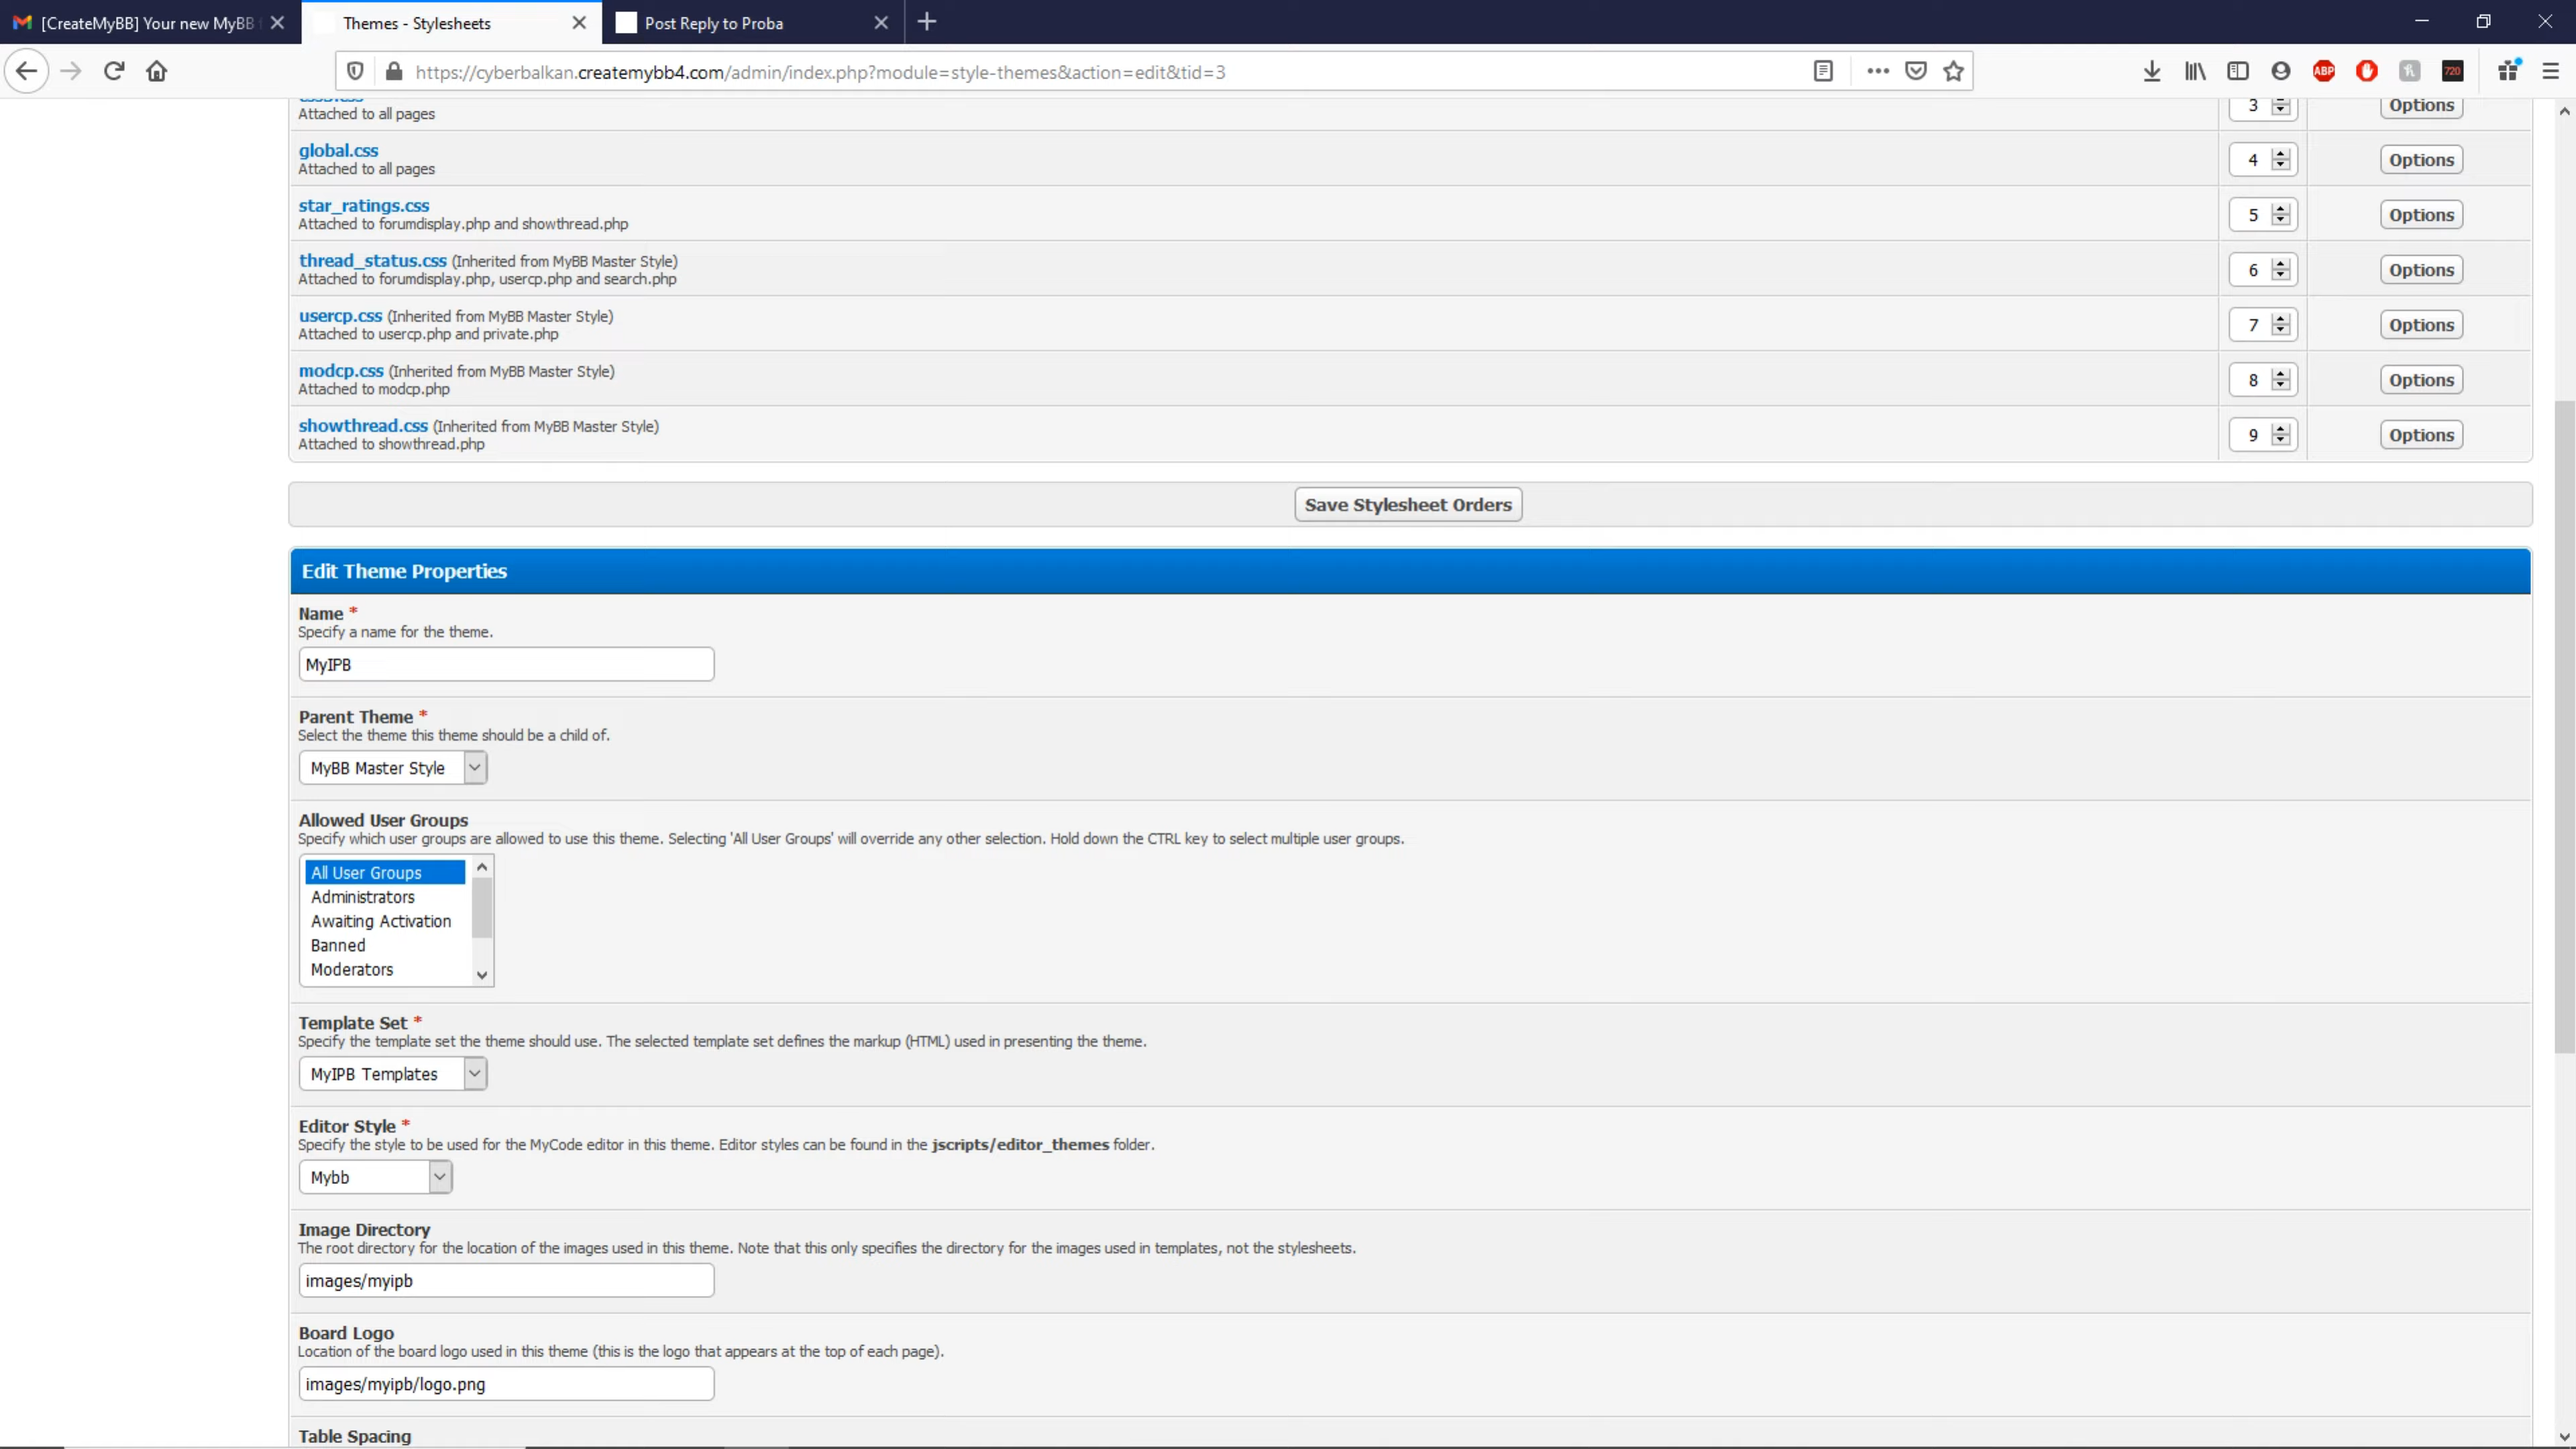 [CreateMyBB] Your new MyBB
Themes - Stylesheets
Post Reply to Proba
https://cyberbalkan.createmybb4.com/admin/index.php?module=style-themes&action=edit&tid=3
ABP
720
Attached to all pages
3
Options
global.css
Attached to all pages
4
Options
star_ratings.css
Attached to forumdisplay.php and showthread.php
5
Options
thread_status.css (Inherited from MyBB Master Style)
Attached to forumdisplay.php, usercp.php and search.php
6
Options
usercp.css (Inherited from MyBB Master Style)
Attached to usercp.php and private.php
7
Options
modcp.css (Inherited from MyBB Master Style)
Attached to modcp.php
8
Options
showthread.css (Inherited from MyBB Master Style)
Attached to showthread.php
9
Options
Save Stylesheet Orders
Edit Theme Properties
Name *
Specify a name for the theme.
MyIPB
Parent Theme *
Select the theme this theme should be a child of.
MyBB Master Style
Allowed User Groups
Specify which user groups are allowed to use this theme. Selecting 'All User Groups' will override any other selection. Hold down the CTRL key to select multiple user groups.
All User Groups
Administrators
Awaiting Activation
Banned
Moderators
Template Set *
Specify the template set the theme should use. The selected template set defines the markup (HTML) used in presenting the theme.
MyIPB Templates
Editor Style *
Specify the style to be used for the MyCode editor in this theme. Editor styles can be found in the jscripts/editor_themes folder.
Mybb
Image Directory
The root directory for the location of the images used in this theme. Note that this only specifies the directory for the images used in templates, not the stylesheets.
images/myipb
Board Logo
Location of the board logo used in this theme (this is the logo that appears at the top of each page).
images/myipb/logo.png
Table Spacing